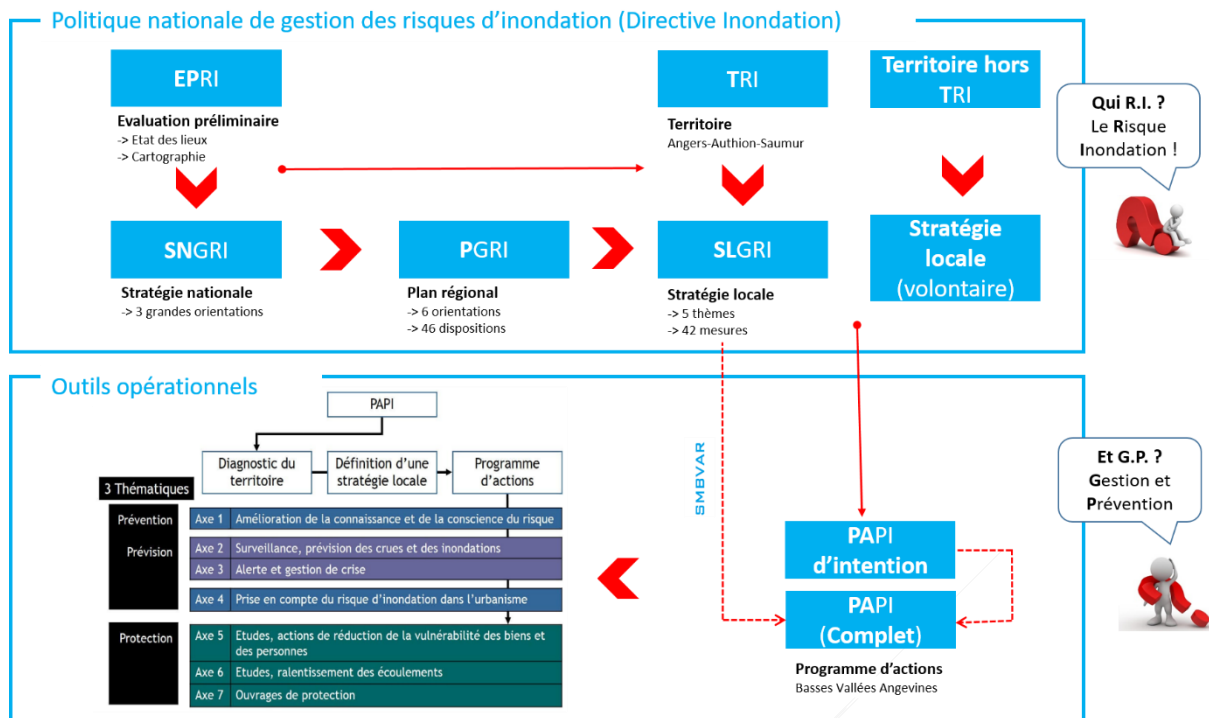 Politique nationale de gestion des risques d'inondation (Directive Inondation)
EPRI
Evaluation préliminaire
-> Etat des lieux
-> Cartographie
TRI
Territoire
Angers-Authion-Saumur
Territoire hors
TRI
Qui R.I. ?
Le Risque
Inondation !
SNGRI
Stratégie nationale
-> 3 grandes orientations
PGRI
Plan régional
-> 6 orientations
-> 46 dispositions
SLGRI
Stratégie locale
-> 5 thèmes
-> 42 mesures
Stratégie
locale
(volontaire)
Outils opérationnels
PAPI
Diagnostic du
territoire
Définition d'une
stratégie locale
Programme
d'actions
3 Thématiques
Prévention
Prévision
Protection
Axe 1 Amélioration de la connaissance et de la conscience du risque
Axe 2 Surveillance, prévision des crues et des inondations
Axe 3 Alerte et gestion de crise
Axe 4 Prise en compte du risque d'inondation dans l'urbanisme
Axe 5 Etudes, actions de réduction de la vulnérabilité des biens et
des personnes
Axe 6 Etudes, ralentissement des écoulements
Axe 7 Ouvrages de protection
SMBVAR
PAPI
d'intention
PAPI
(Complet)
Programme d'actions
Basses Vallées Angevines
Et G.P. ?
Gestion et
Prévention